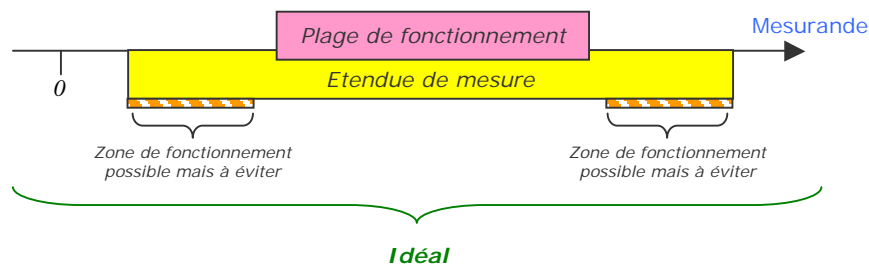 Plage de fonctionnement
Mesurande
Etendue de mesure
0
Zone de fonctionnement
possible mais à éviter
Zone de fonctionnement
possible mais à éviter
Idéal